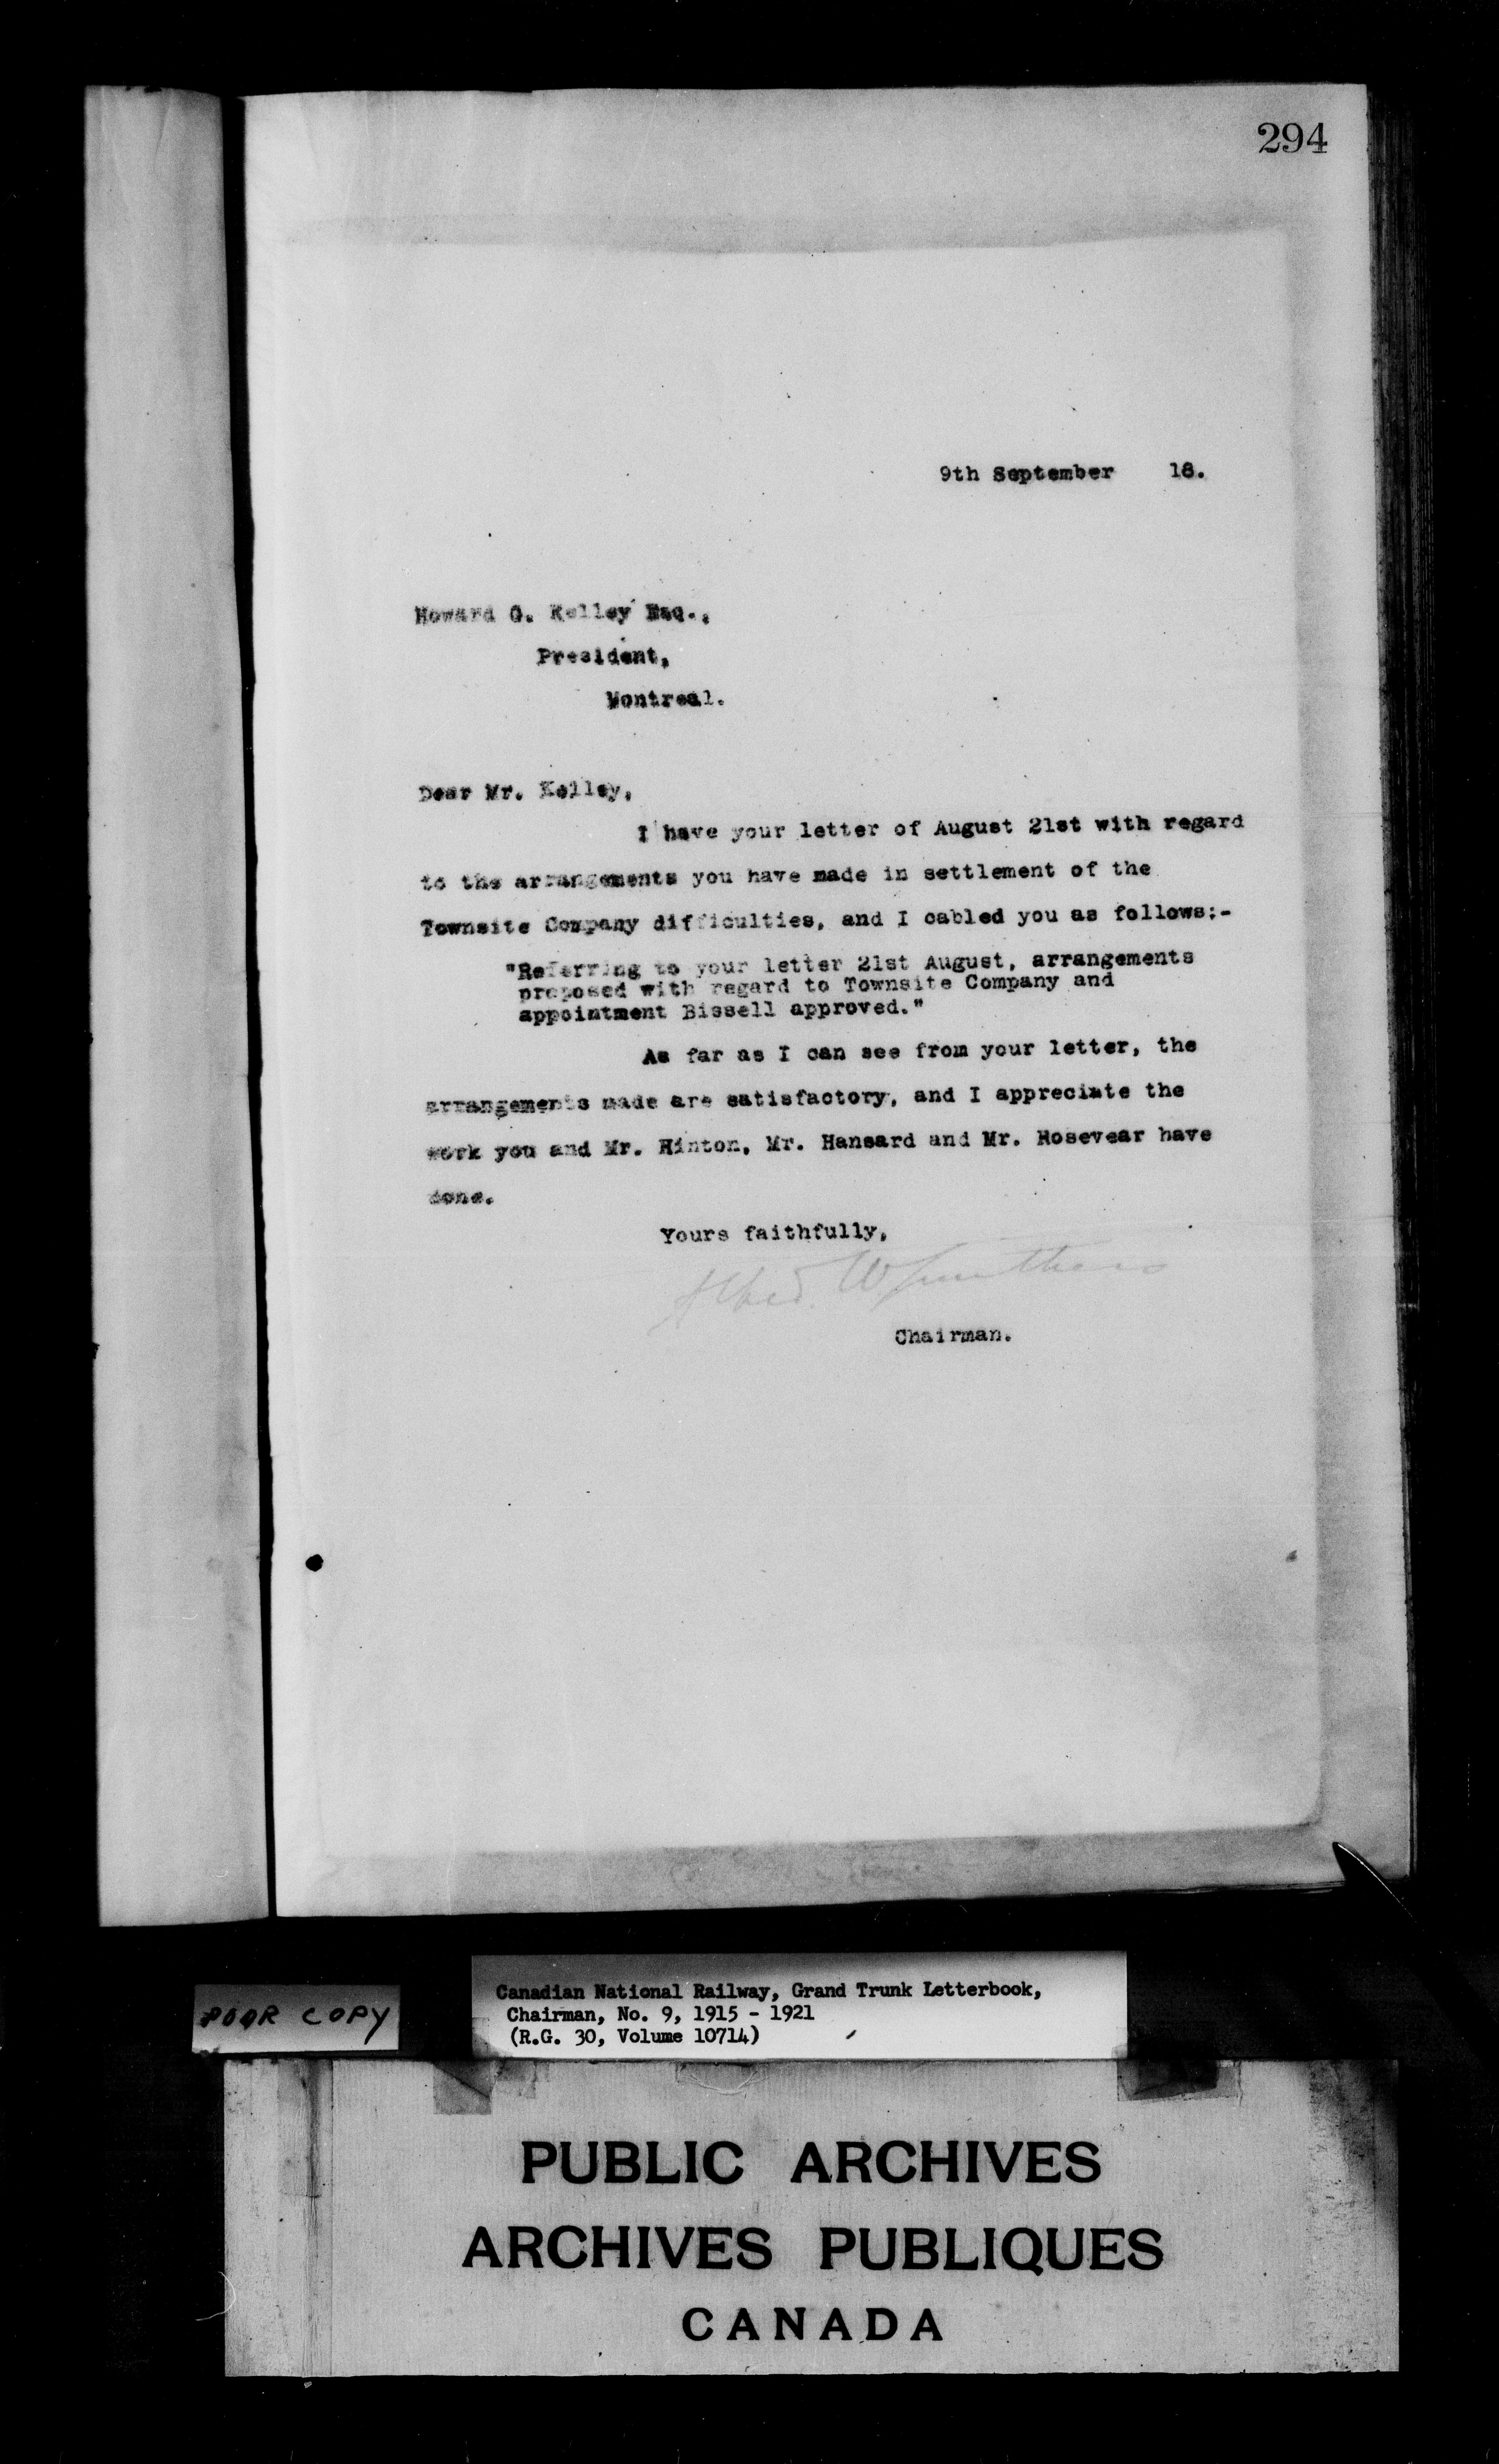 294
9th September 18.
Howard G. Kelley Esq.,
President,
Montreal.
Dear Mr. Kelley,
I have your letter of August 21st with regard
to the arrangements you have made in settlement of the
Townsite Company difficulties, and I cabled you as follows:-
"Referring to your letter 21st August, arrangements
proposed with regard to Townsite Company and
appointment Bissell approved."
As far as I can see from your letter, the
arrangements made are satisfactory, and I appreciate the
work you and Mr. Hinton, Mr. Hansard and Mr. Rosevear have
done.
Yours faithfully,
Alfred W Smithers
Chairman.
POOR COPY
Canadian National Railway, Grand Trunk Letterbook,
Chairman, No. 9, 1915 - 1921
(R.G. 30, Volume 10714)
PUBLIC ARCHIVES
ARCHIVES PUBLIQUES
CANADA